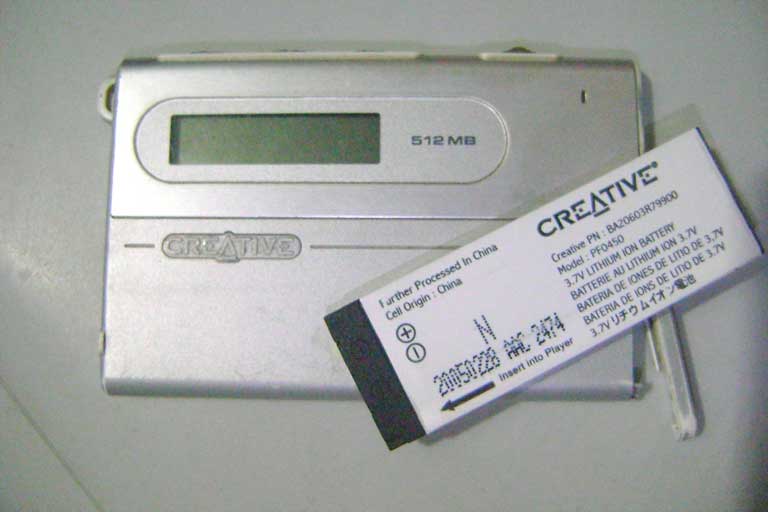 512 MB
CREATIVE
CREATIVE®
Creative PN : BA20603R79900
Model : PF0450
3.7V LITHIUM ION BATTERY
BATTERIE AU LITHIUM ION 3.7V
BATERIA DE IONES DE LITIO DE 3,7V
BATERIA DE IONS DE LITIO DE 3.7V
3.7V リチウムイオン電池
Further Processed In China
Cell Origin : China
+
−
N
20050228 AAC 2474
Insert into Player